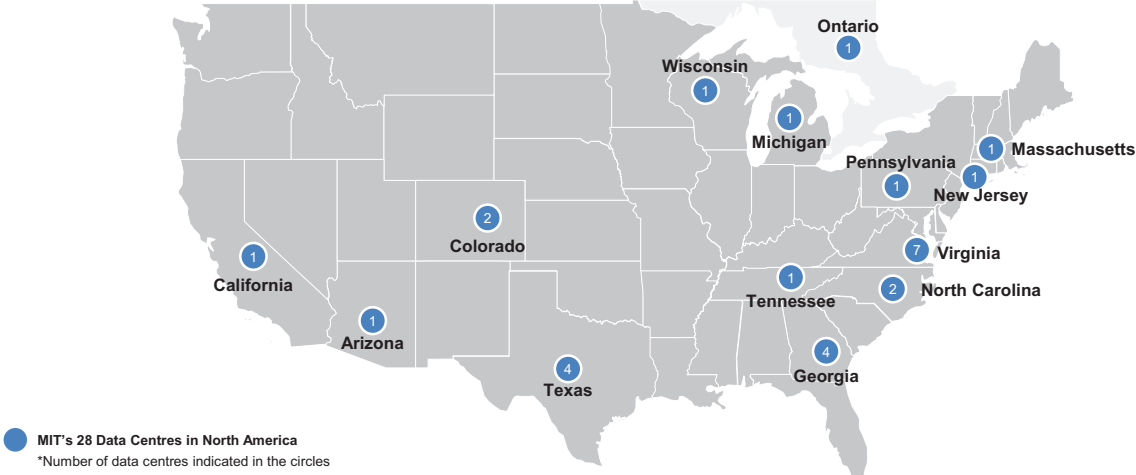 Ontario
1
Wisconsin
1
1
Michigan
1
Massachusetts
Pennsylvania
1
1
New Jersey
2
Colorado
7
Virginia
1
California
1
Tennessee
2
North Carolina
1
Arizona
4
Georgia
4
Texas
MIT's 28 Data Centres in North America
*Number of data centres indicated in the circles